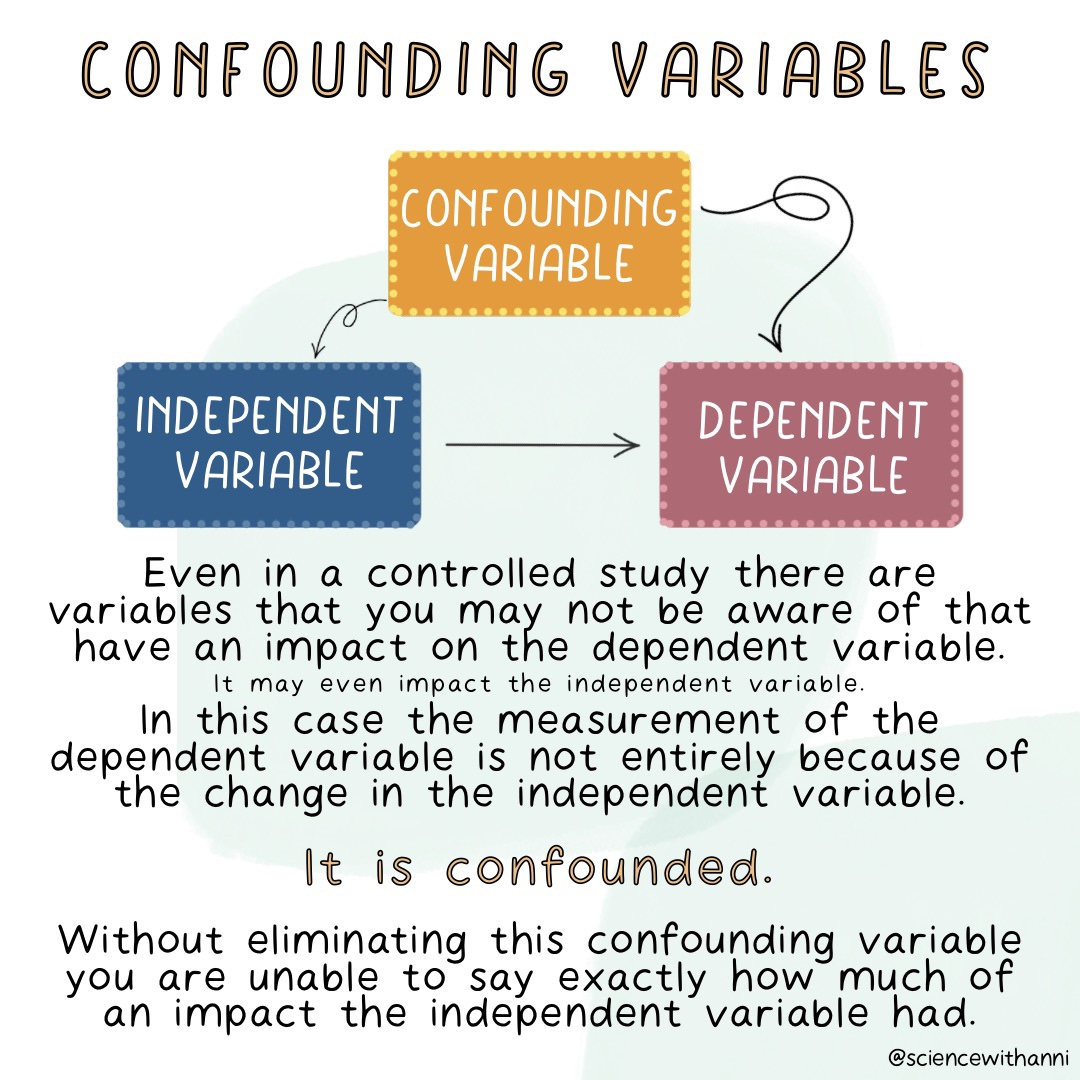 CONFOUNDING VARIABLES
CONFOUNDING
VARIABLE
INDEPENDENT
VARIABLE
DEPENDENT
VARIABLE
Even in a controlled study there are
variables that you may not be aware of that
have an impact on the dependent variable.
It may even impact the independent variable.
In this case the measurement of the
dependent variable is not entirely because of
the change in the independent variable.
It is confounded.
Without eliminating this confounding variable
you are unable to say exactly how much of
an impact the independent variable had.
@sciencewithanni